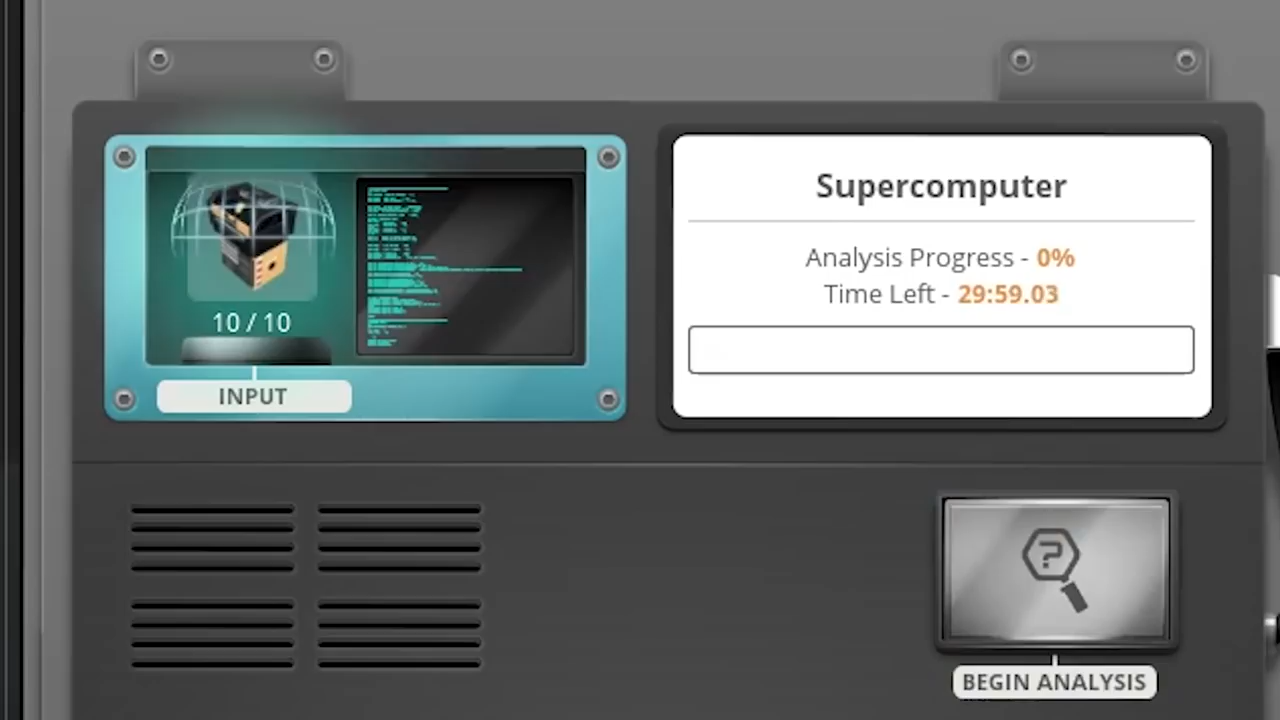 Supercomputer
Analysis Progress - 0%
Time Left - 29:59.03
10 / 10
INPUT
BEGIN ANALYSIS